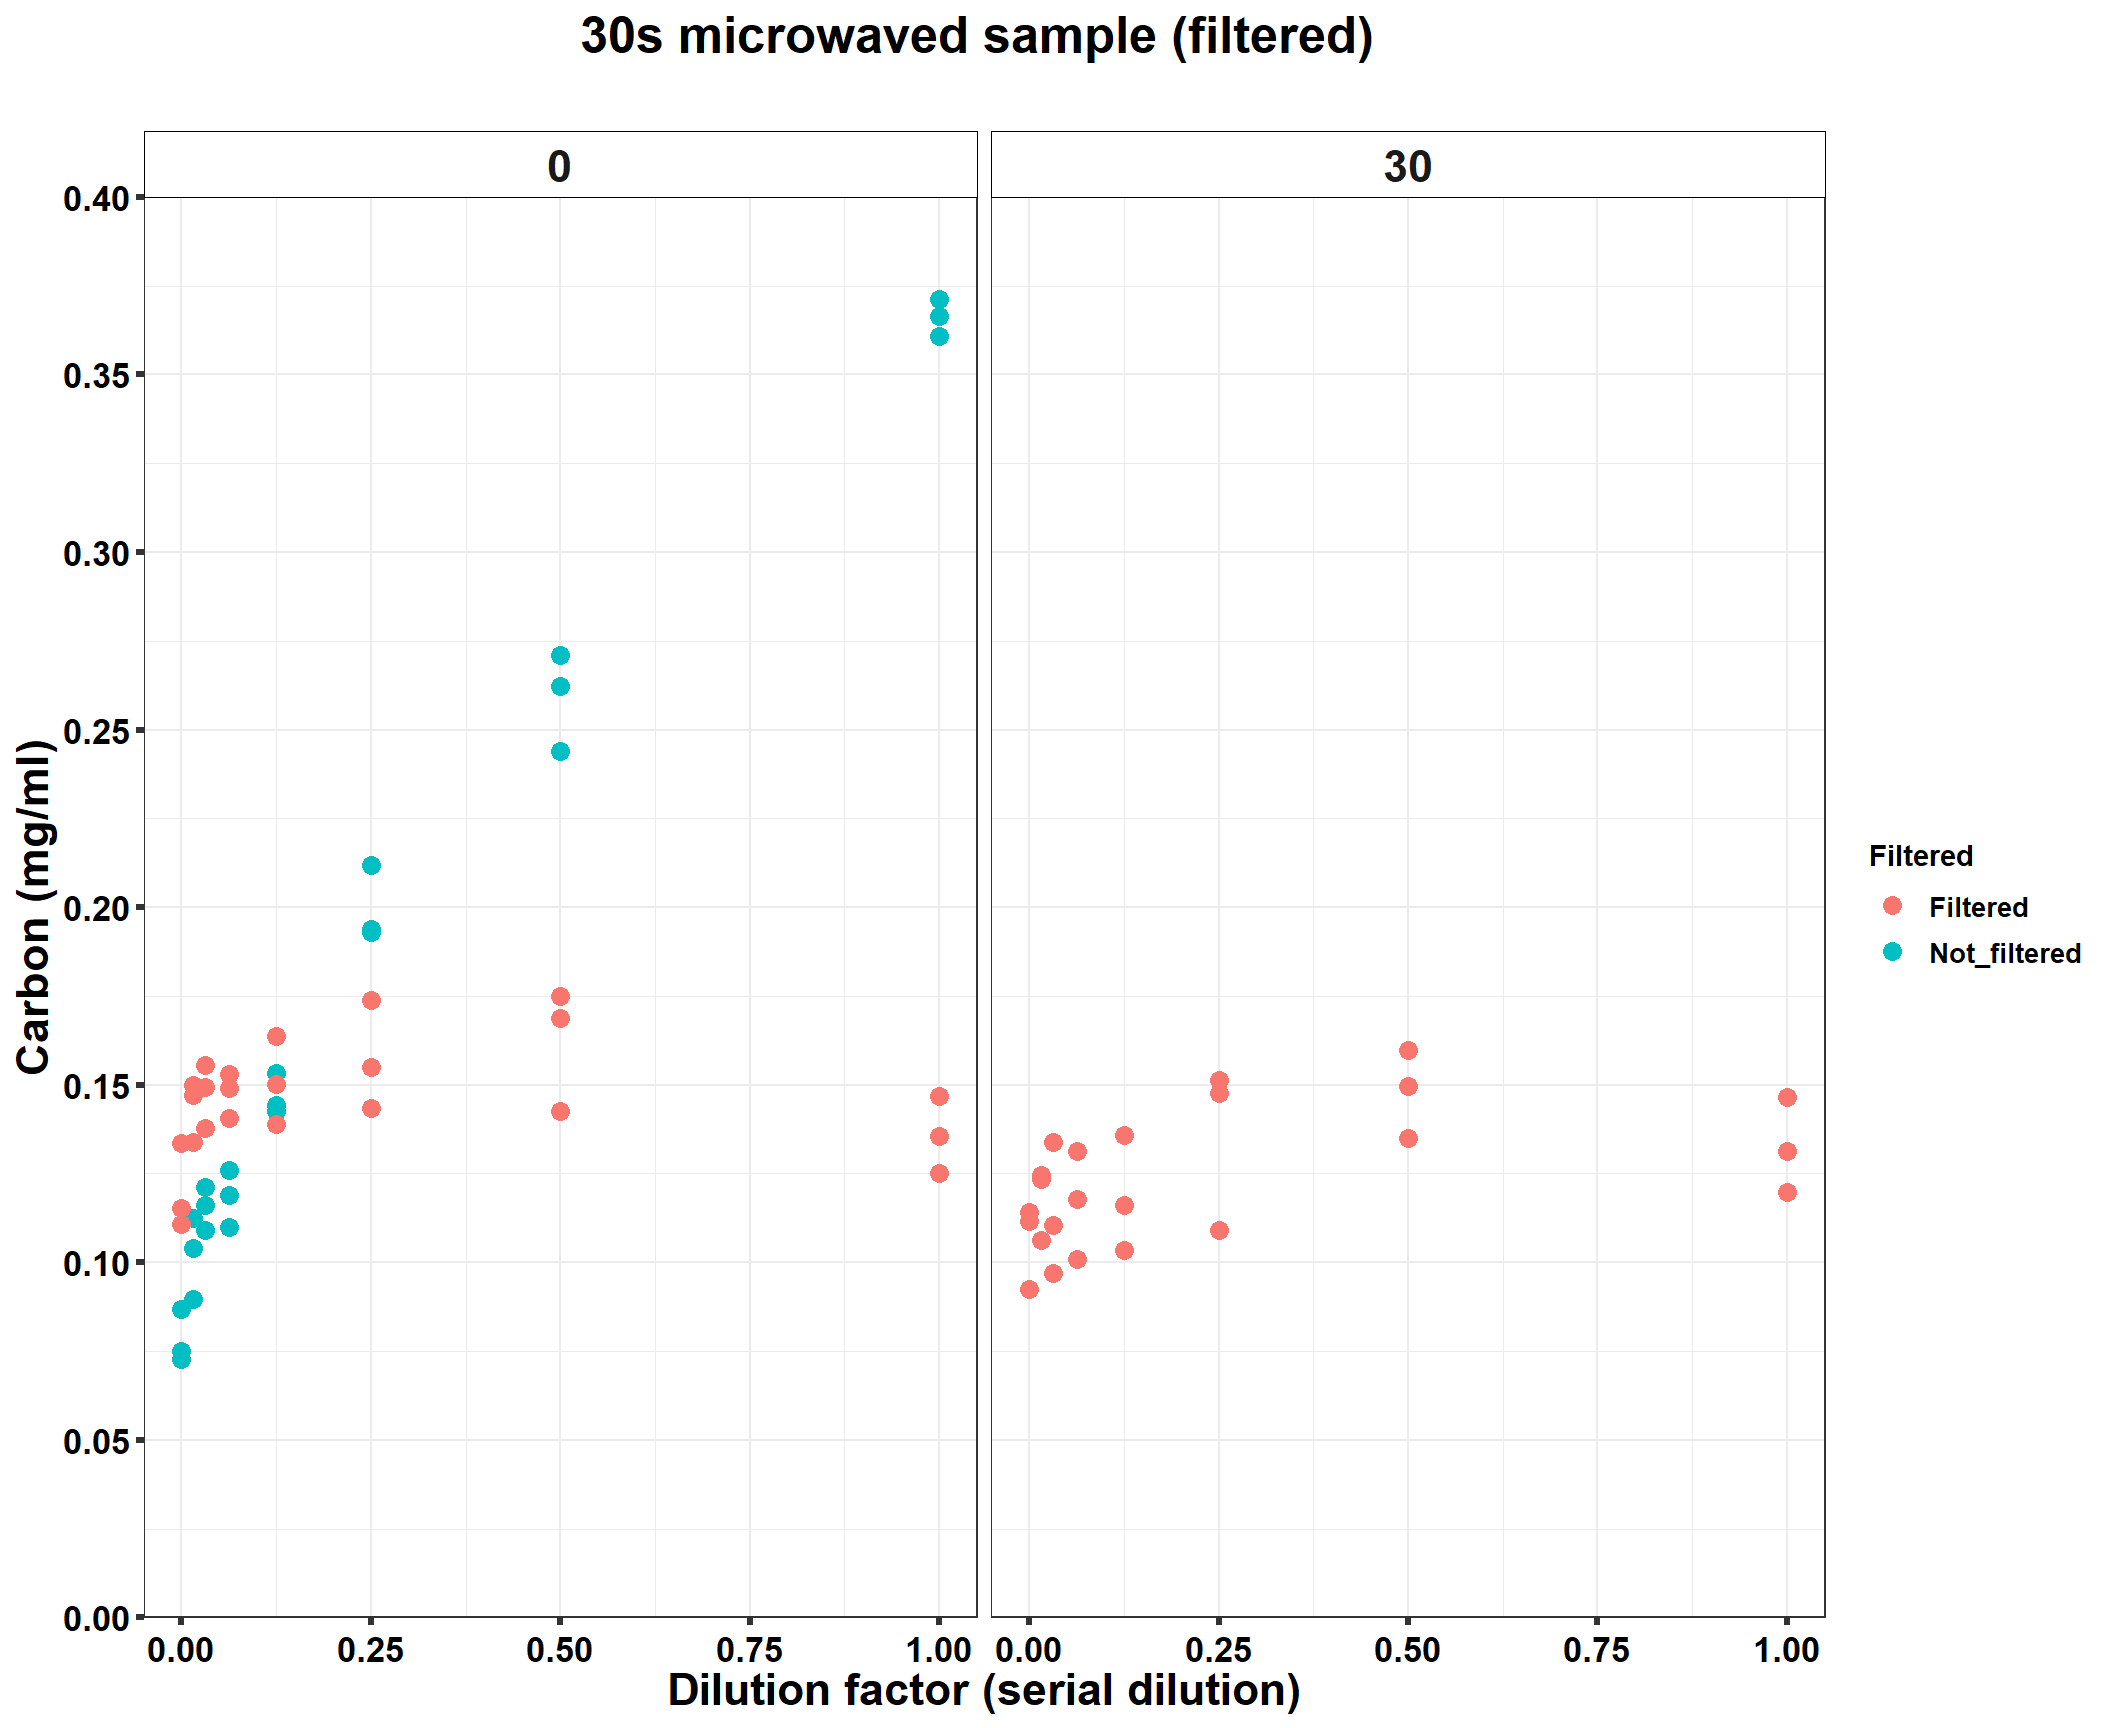 30s microwaved sample (filtered)
0
30
0.40
0.35
0.30
0.25
0.20
0.15
0.10
0.05
0.00
Carbon (mg/ml)
0.00 0.25 0.50 0.75 1.00
0.00 0.25 0.50 0.75 1.00
Dilution factor (serial dilution)
Filtered
Filtered
Not_filtered